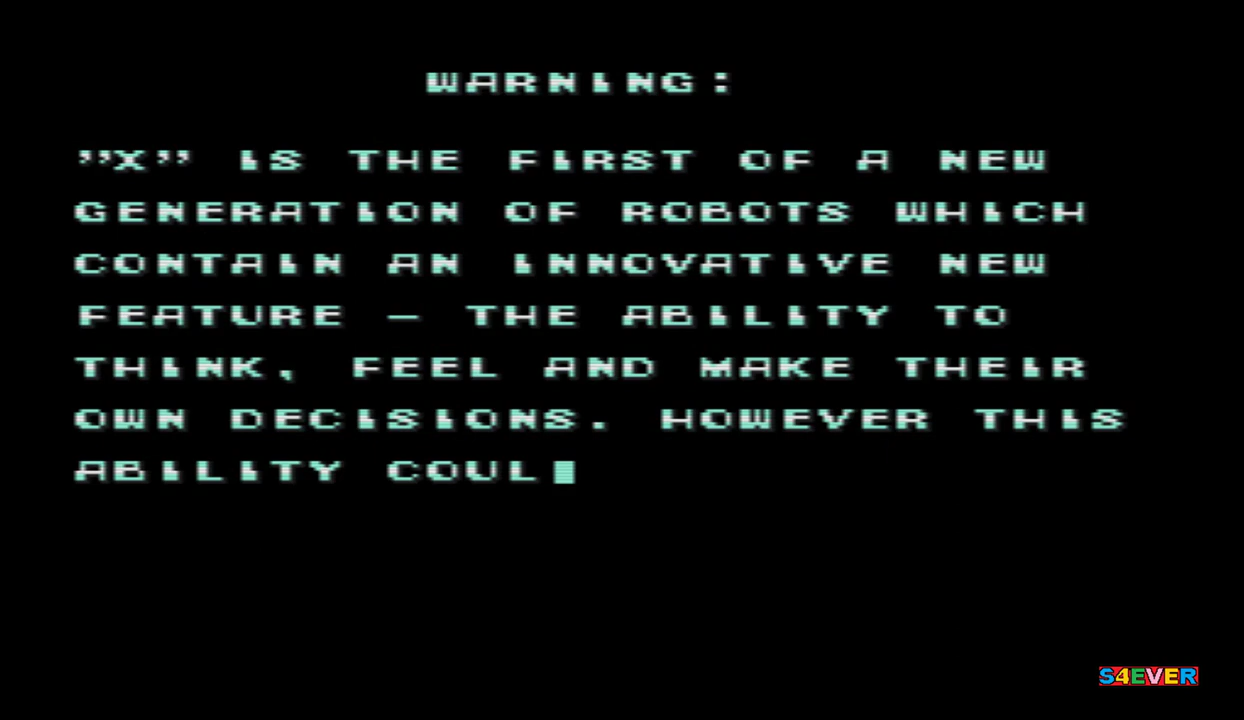 WARNING:
"X" IS THE FIRST OF A NEW
GENERATION OF ROBOTS WHICH
CONTAIN AN INNOVATIVE NEW
FEATURE – THE ABILITY TO
THINK, FEEL AND MAKE THEIR
OWN DECISIONS. HOWEVER THIS
ABILITY COUL
S4EVER